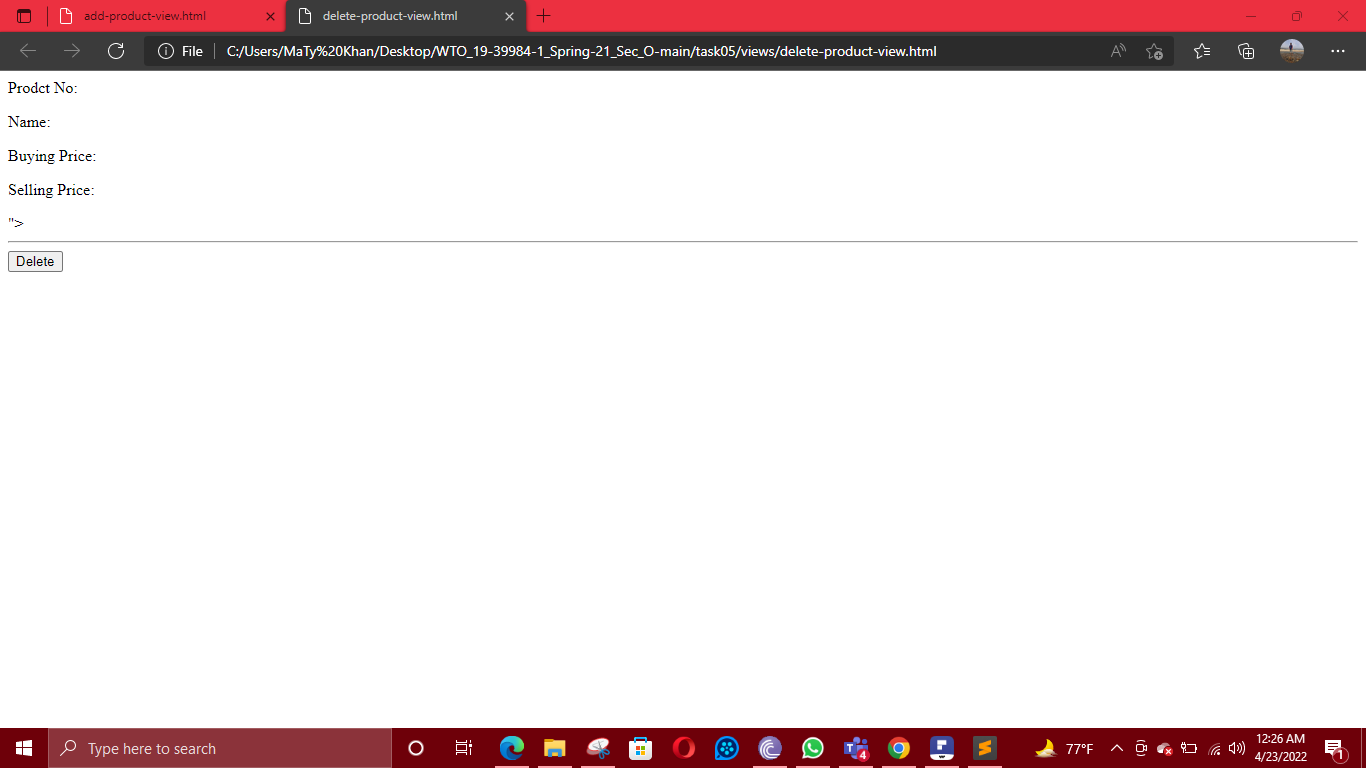 add-product-view.html
delete-product-view.html
File
C:/Users/MaTy%20Khan/Desktop/WTO_19-39984-1_Spring-21_Sec_O-main/task05/views/delete-product-view.html
Prodct No:
Name:
Buying Price:
Selling Price:
">
Delete
Type here to search
4
77°F
12:26 AM
4/23/2022
1